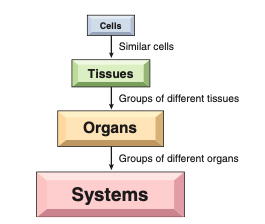 Cells
Similar cells
Tissues
Groups of different tissues
Organs
Groups of different organs
Systems